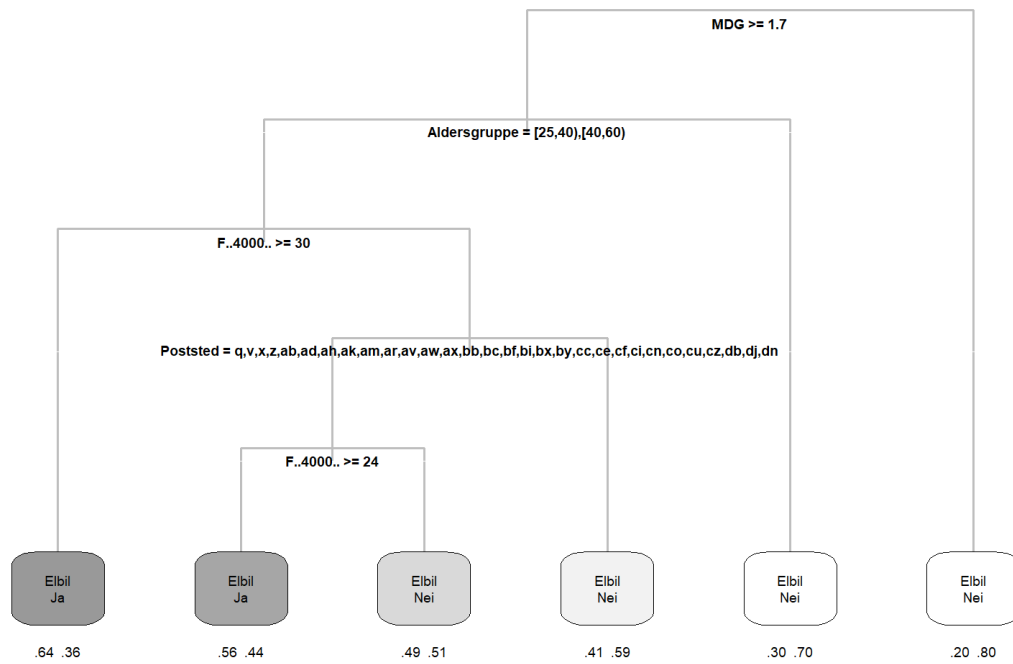 MDG >= 1.7
Aldersgruppe = [25,40),[40,60)
F..4000.. >= 30
Poststed = q,v,x,z,ab,ad,ah,ak,am,ar,av,aw,ax,bb,bc,bf,bi,bx,by,cc,ce,cf,ci,cn,co,cu,cz,db,dj,dn
F..4000.. >= 24
Elbil
Ja
Elbil
Ja
Elbil
Nei
Elbil
Nei
Elbil
Nei
Elbil
Nei
.64 .36
.56 .44
.49 .51
.41 .59
.30 .70
.20 .80